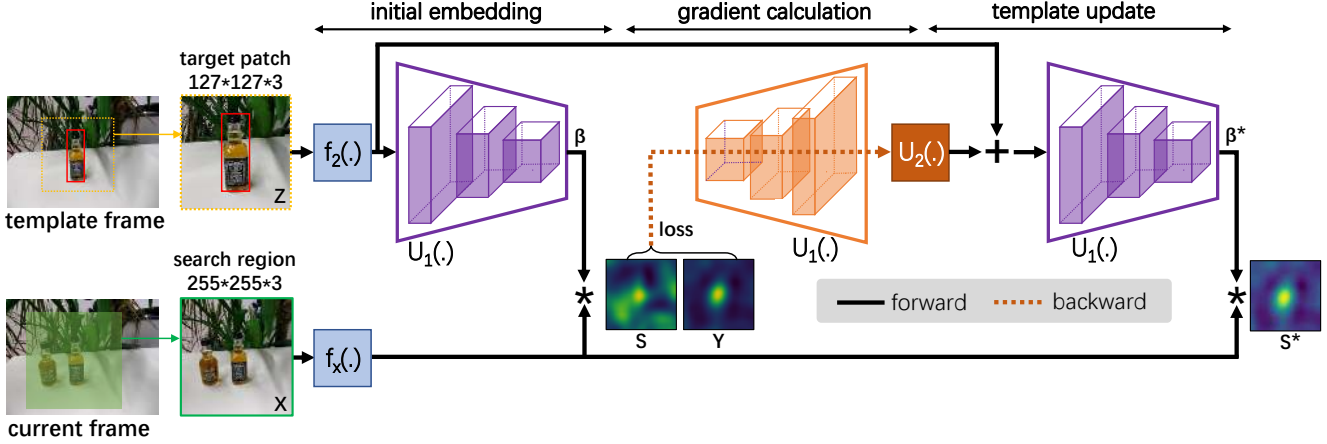 initial embedding
gradient calculation
template update
target patch
127*127*3
f2(.)
β
U2(.)
+
β*
Z
template frame
U1(.)
loss
U1(.)
U1(.)
search region
255*255*3
*
*
forward
backward
S
Y
S*
fx(.)
X
current frame